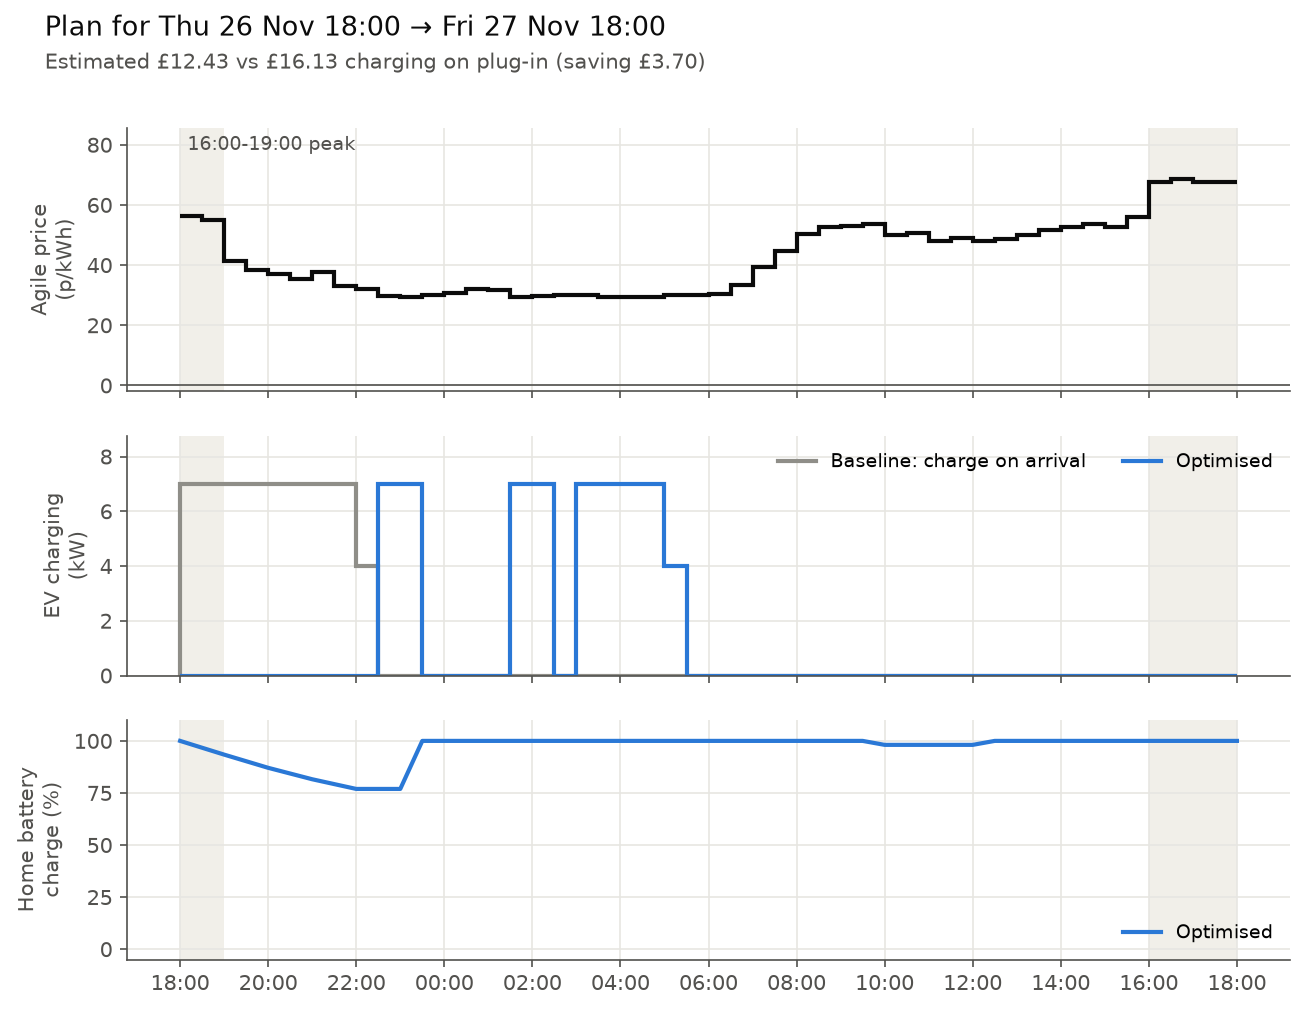 Plan for Thu 26 Nov 18:00 → Fri 27 Nov 18:00
Estimated £12.43 vs £16.13 charging on plug-in (saving £3.70)
16:00-19:00 peak
80
60
40
20
0
Agile price
(p/kWh)
Baseline: charge on arrival
Optimised
8
6
4
2
0
EV charging
(kW)
100
75
50
25
0
Home battery
charge (%)
Optimised
18:00 20:00 22:00 00:00 02:00 04:00 06:00 08:00 10:00 12:00 14:00 16:00 18:00